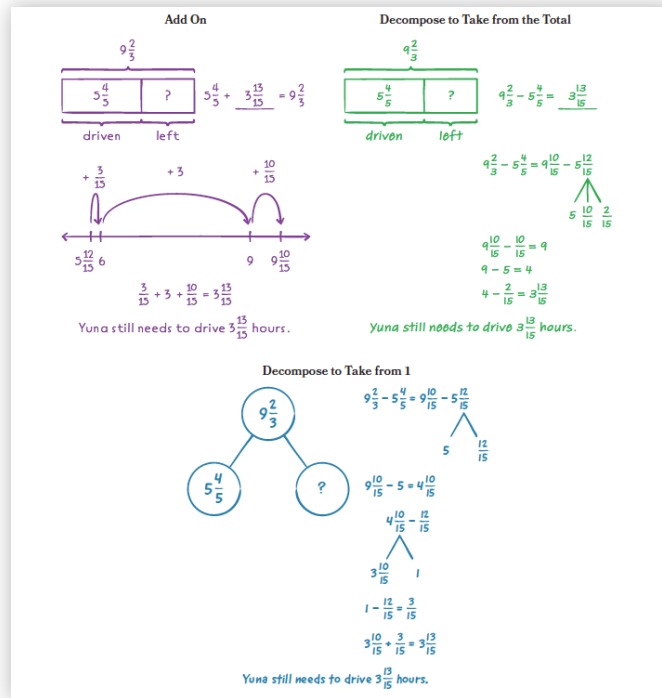 Add On
9 2/3
5 4/5 ? 5 4/5 + 3 13/15 = 9 2/3
driven left
+ 3/15 + 3 + 10/15
5 12/15 6 9 9 10/15
3/15 + 3 + 10/15 = 3 13/15
Yuna still needs to drive 3 13/15 hours.
Decompose to Take from the Total
9 2/3
5 4/5 ? 9 2/3 - 5 4/5 = 3 13/15
driven left
9 2/3 - 5 4/5 = 9 10/15 - 5 12/15
5 10/15 2/15
9 10/15 - 10/15 = 9
9 - 5 = 4
4 - 2/15 = 3 13/15
Yuna still needs to drive 3 13/15 hours.
Decompose to Take from 1
9 2/3
5 4/5 ?
9 2/3 - 5 4/5 = 9 10/15 - 5 12/15
5 12/15
9 10/15 - 5 = 4 10/15
4 10/15 - 12/15
3 10/15 1
1 - 12/15 = 3/15
3 10/15 + 3/15 = 3 13/15
Yuna still needs to drive 3 13/15 hours.